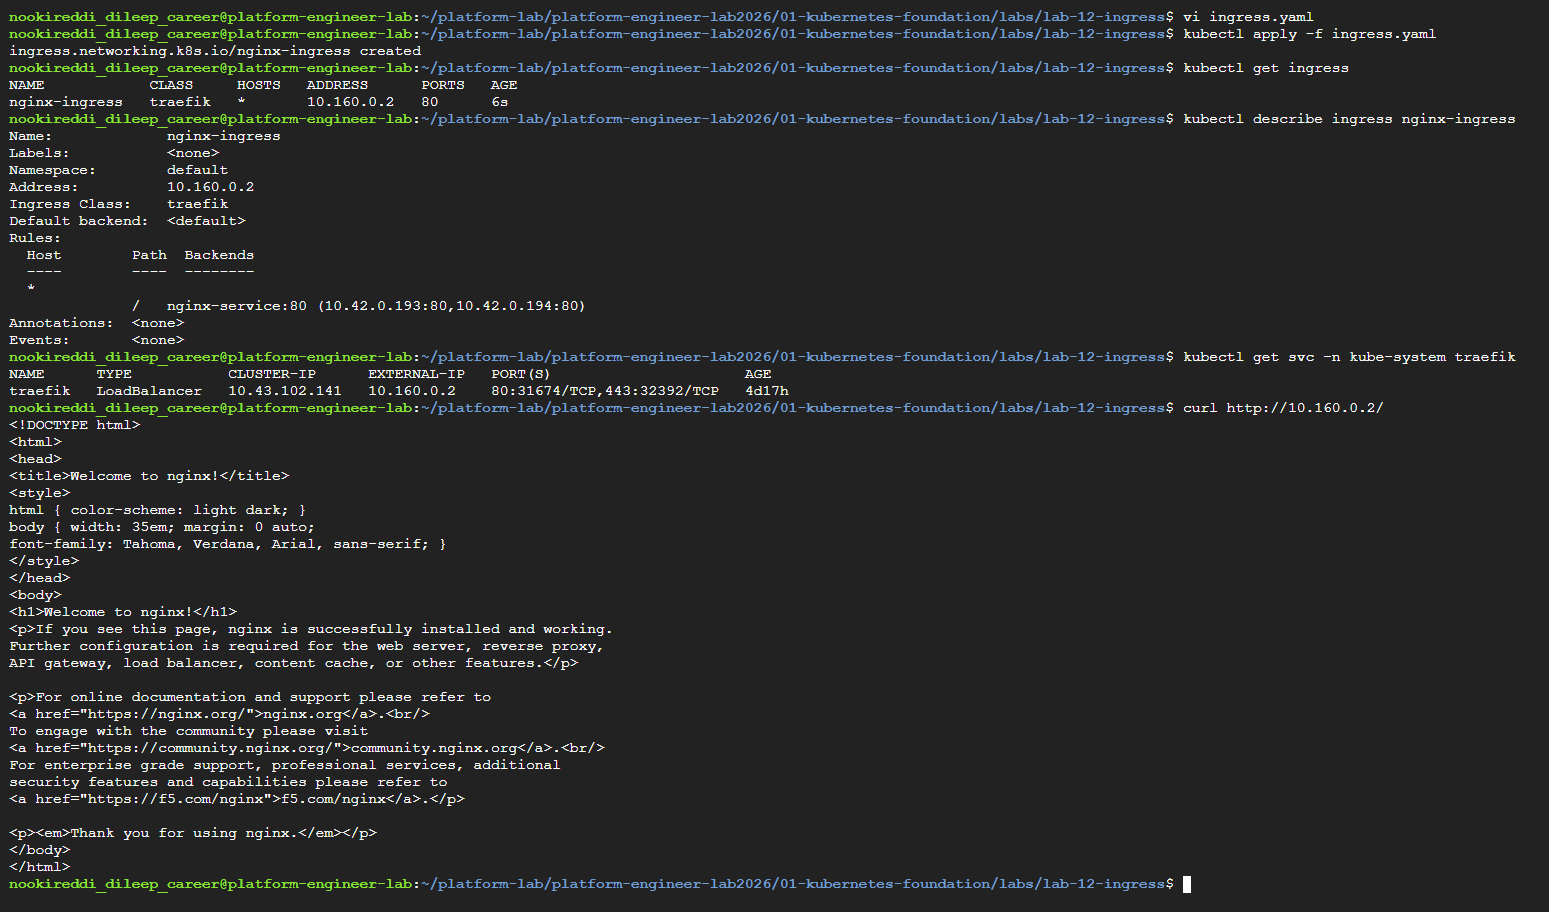 nookireddi_dileep_career@platform-engineer-lab:~/platform-lab/platform-engineer-lab2026/01-kubernetes-foundation/labs/lab-12-ingress$ vi ingress.yaml
nookireddi_dileep_career@platform-engineer-lab:~/platform-lab/platform-engineer-lab2026/01-kubernetes-foundation/labs/lab-12-ingress$ kubectl apply -f ingress.yaml
ingress.networking.k8s.io/nginx-ingress created
nookireddi_dileep_career@platform-engineer-lab:~/platform-lab/platform-engineer-lab2026/01-kubernetes-foundation/labs/lab-12-ingress$ kubectl get ingress
NAME            CLASS     HOSTS   ADDRESS      PORTS   AGE
nginx-ingress   traefik   *       10.160.0.2   80      6s
nookireddi_dileep_career@platform-engineer-lab:~/platform-lab/platform-engineer-lab2026/01-kubernetes-foundation/labs/lab-12-ingress$ kubectl describe ingress nginx-ingress
Name:             nginx-ingress
Labels:           <none>
Namespace:        default
Address:          10.160.0.2
Ingress Class:    traefik
Default backend:  <default>
Rules:
  Host        Path  Backends
  ----        ----  --------
  *
              /   nginx-service:80 (10.42.0.193:80,10.42.0.194:80)
Annotations:  <none>
Events:       <none>
nookireddi_dileep_career@platform-engineer-lab:~/platform-lab/platform-engineer-lab2026/01-kubernetes-foundation/labs/lab-12-ingress$ kubectl get svc -n kube-system traefik
NAME      TYPE           CLUSTER-IP      EXTERNAL-IP   PORT(S)                      AGE
traefik   LoadBalancer   10.43.102.141   10.160.0.2    80:31674/TCP,443:32392/TCP   4d17h
nookireddi_dileep_career@platform-engineer-lab:~/platform-lab/platform-engineer-lab2026/01-kubernetes-foundation/labs/lab-12-ingress$ curl http://10.160.0.2/
<!DOCTYPE html>
<html>
<head>
<title>Welcome to nginx!</title>
<style>
html { color-scheme: light dark; }
body { width: 35em; margin: 0 auto;
font-family: Tahoma, Verdana, Arial, sans-serif; }
</style>
</head>
<body>
<h1>Welcome to nginx!</h1>
<p>If you see this page, nginx is successfully installed and working.
Further configuration is required for the web server, reverse proxy,
API gateway, load balancer, content cache, or other features.</p>

<p>For online documentation and support please refer to
<a href="https://nginx.org/">nginx.org</a>.<br/>
To engage with the community please visit
<a href="https://community.nginx.org/">community.nginx.org</a>.<br/>
For enterprise grade support, professional services, additional
security features and capabilities please refer to
<a href="https://f5.com/nginx">f5.com/nginx</a>.</p>

<p><em>Thank you for using nginx.</em></p>
</body>
</html>
nookireddi_dileep_career@platform-engineer-lab:~/platform-lab/platform-engineer-lab2026/01-kubernetes-foundation/labs/lab-12-ingress$